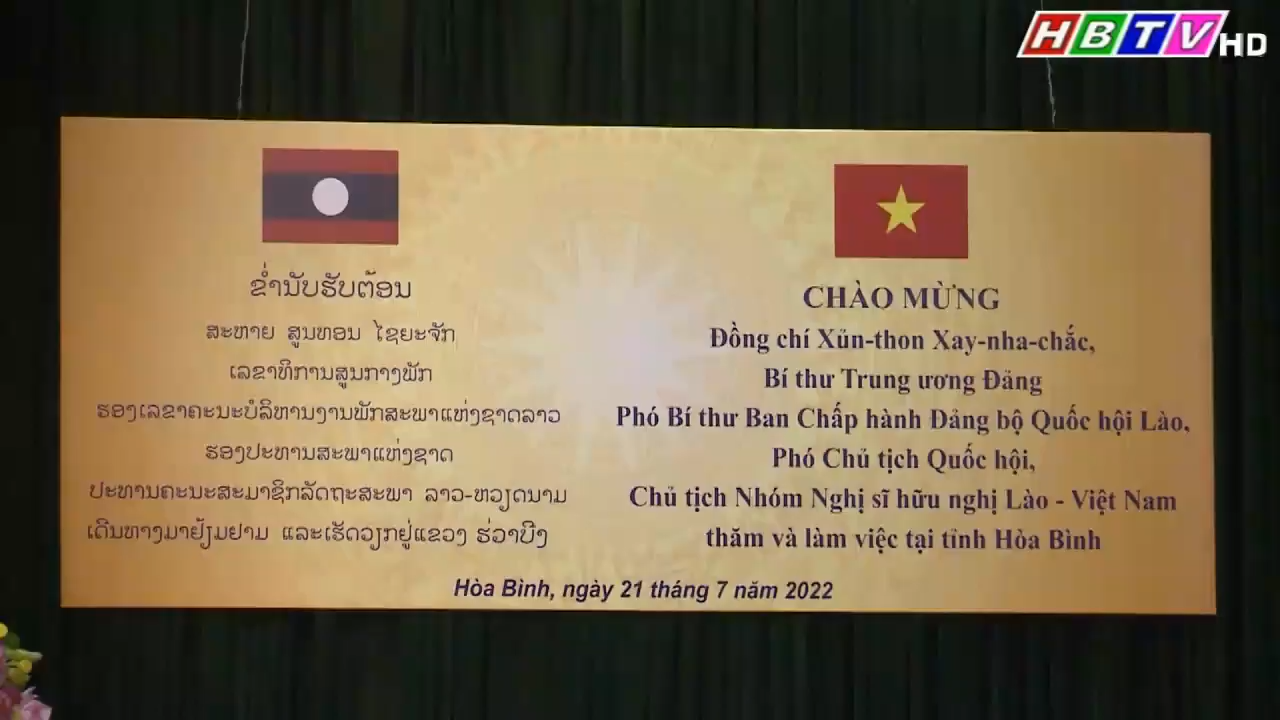 HBTV HD
ຂໍ່ານັບຮັບຕ້ອນ
ສະຫາຍ ສູນທອນ ໄຊຍະຈັກ
ເລຂາທິການສູນກາງພັກ
ຮອງເລຂາຄະນະບໍລິຫານງານພັກສະພາແຫ່ງຊາດລາວ
ຮອງປະທານສະພາແຫ່ງຊາດ
ປະທານຄະນະສະມາຊິກລັດຖະສະພາ ລາວ-ຫວຽດນາມ
ເດີນທາງມາຢ້ຽມຢາມ ແລະເຮັດວຽກຢູ່ແຂວງ ຮ່ວາບີງ
CHÀO MỪNG
Đồng chí Xủn-thon Xay-nha-chắc,
Bí thư Trung ương Đảng
Phó Bí thư Ban Chấp hành Đảng bộ Quốc hội Lào,
Phó Chủ tịch Quốc hội,
Chủ tịch Nhóm Nghị sĩ hữu nghị Lào - Việt Nam
thăm và làm việc tại tỉnh Hòa Bình
Hòa Bình, ngày 21 tháng 7 năm 2022